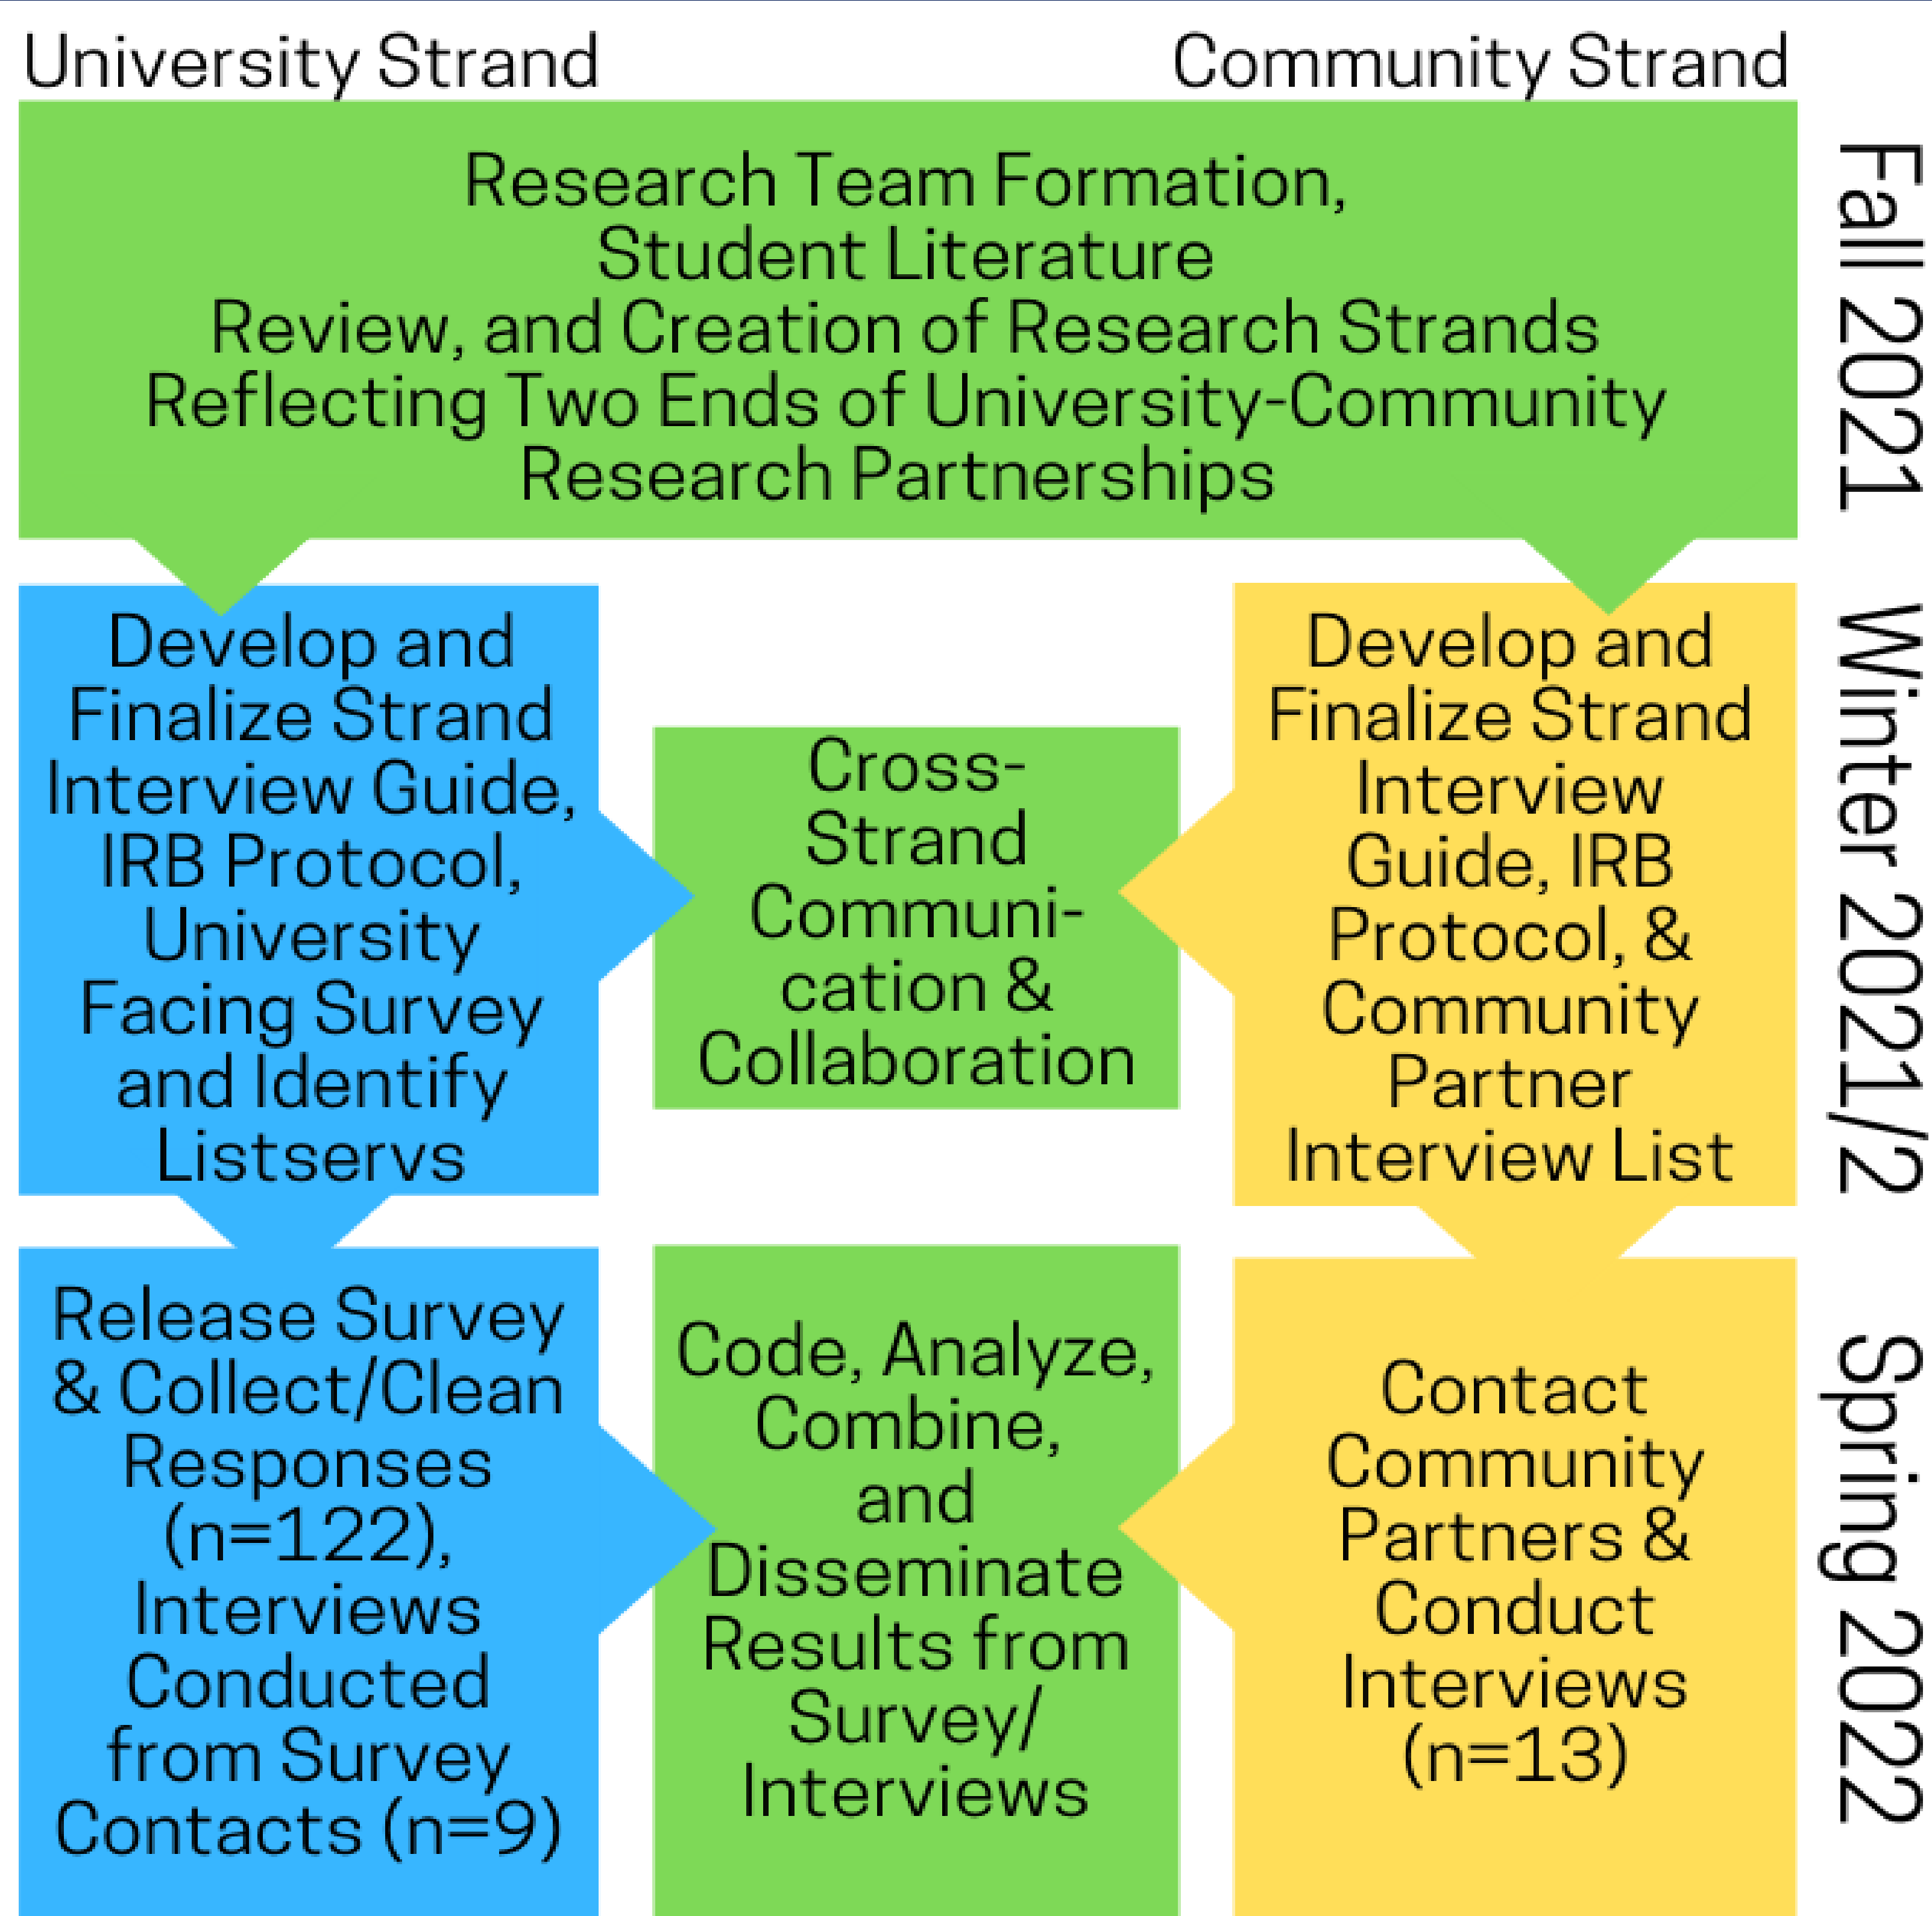 University Strand
Community Strand
Research Team Formation,
Student Literature
Review, and Creation of Research Strands
Reflecting Two Ends of University-Community
Research Partnerships
Fall 2021
Develop and
Finalize Strand
Interview Guide,
IRB Protocol,
University
Facing Survey
and Identify
Listservs
Cross-
Strand
Communi-
cation &
Collaboration
Develop and
Finalize Strand
Interview
Guide, IRB
Protocol, &
Community
Partner
Interview List
Winter 2021/2
Release Survey
& Collect/Clean
Responses
(n=122),
Interviews
Conducted
from Survey
Contacts (n=9)
Code, Analyze,
Combine,
and
Disseminate
Results from
Survey/
Interviews
Contact
Community
Partners &
Conduct
Interviews
(n=13)
Spring 2022